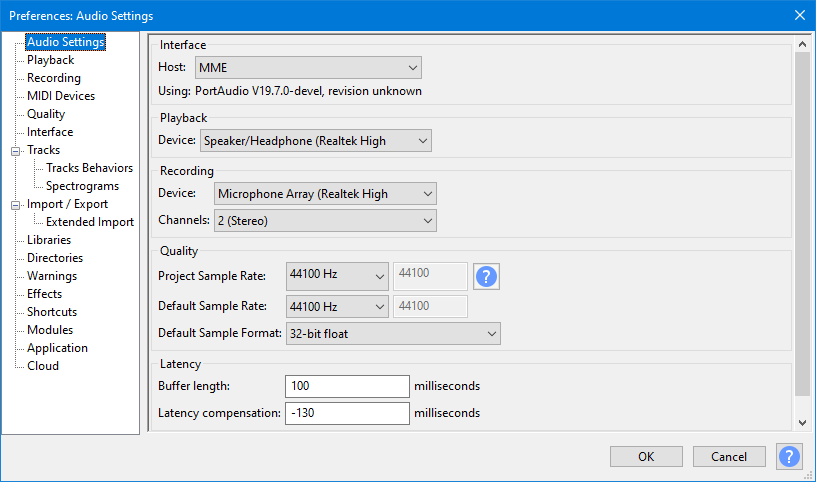 Preferences: Audio Settings
Audio Settings
Playback
Recording
MIDI Devices
Quality
Interface
Tracks
Tracks Behaviors
Spectrograms
Import / Export
Extended Import
Libraries
Directories
Warnings
Effects
Shortcuts
Modules
Application
Cloud
Interface
Host: MME
Using: PortAudio V19.7.0-devel, revision unknown
Playback
Device: Speaker/Headphone (Realtek High
Recording
Device: Microphone Array (Realtek High
Channels: 2 (Stereo)
Quality
Project Sample Rate: 44100 Hz 44100 ?
Default Sample Rate: 44100 Hz 44100
Default Sample Format: 32-bit float
Latency
Buffer length: 100 milliseconds
Latency compensation: -130 milliseconds
OK Cancel ?